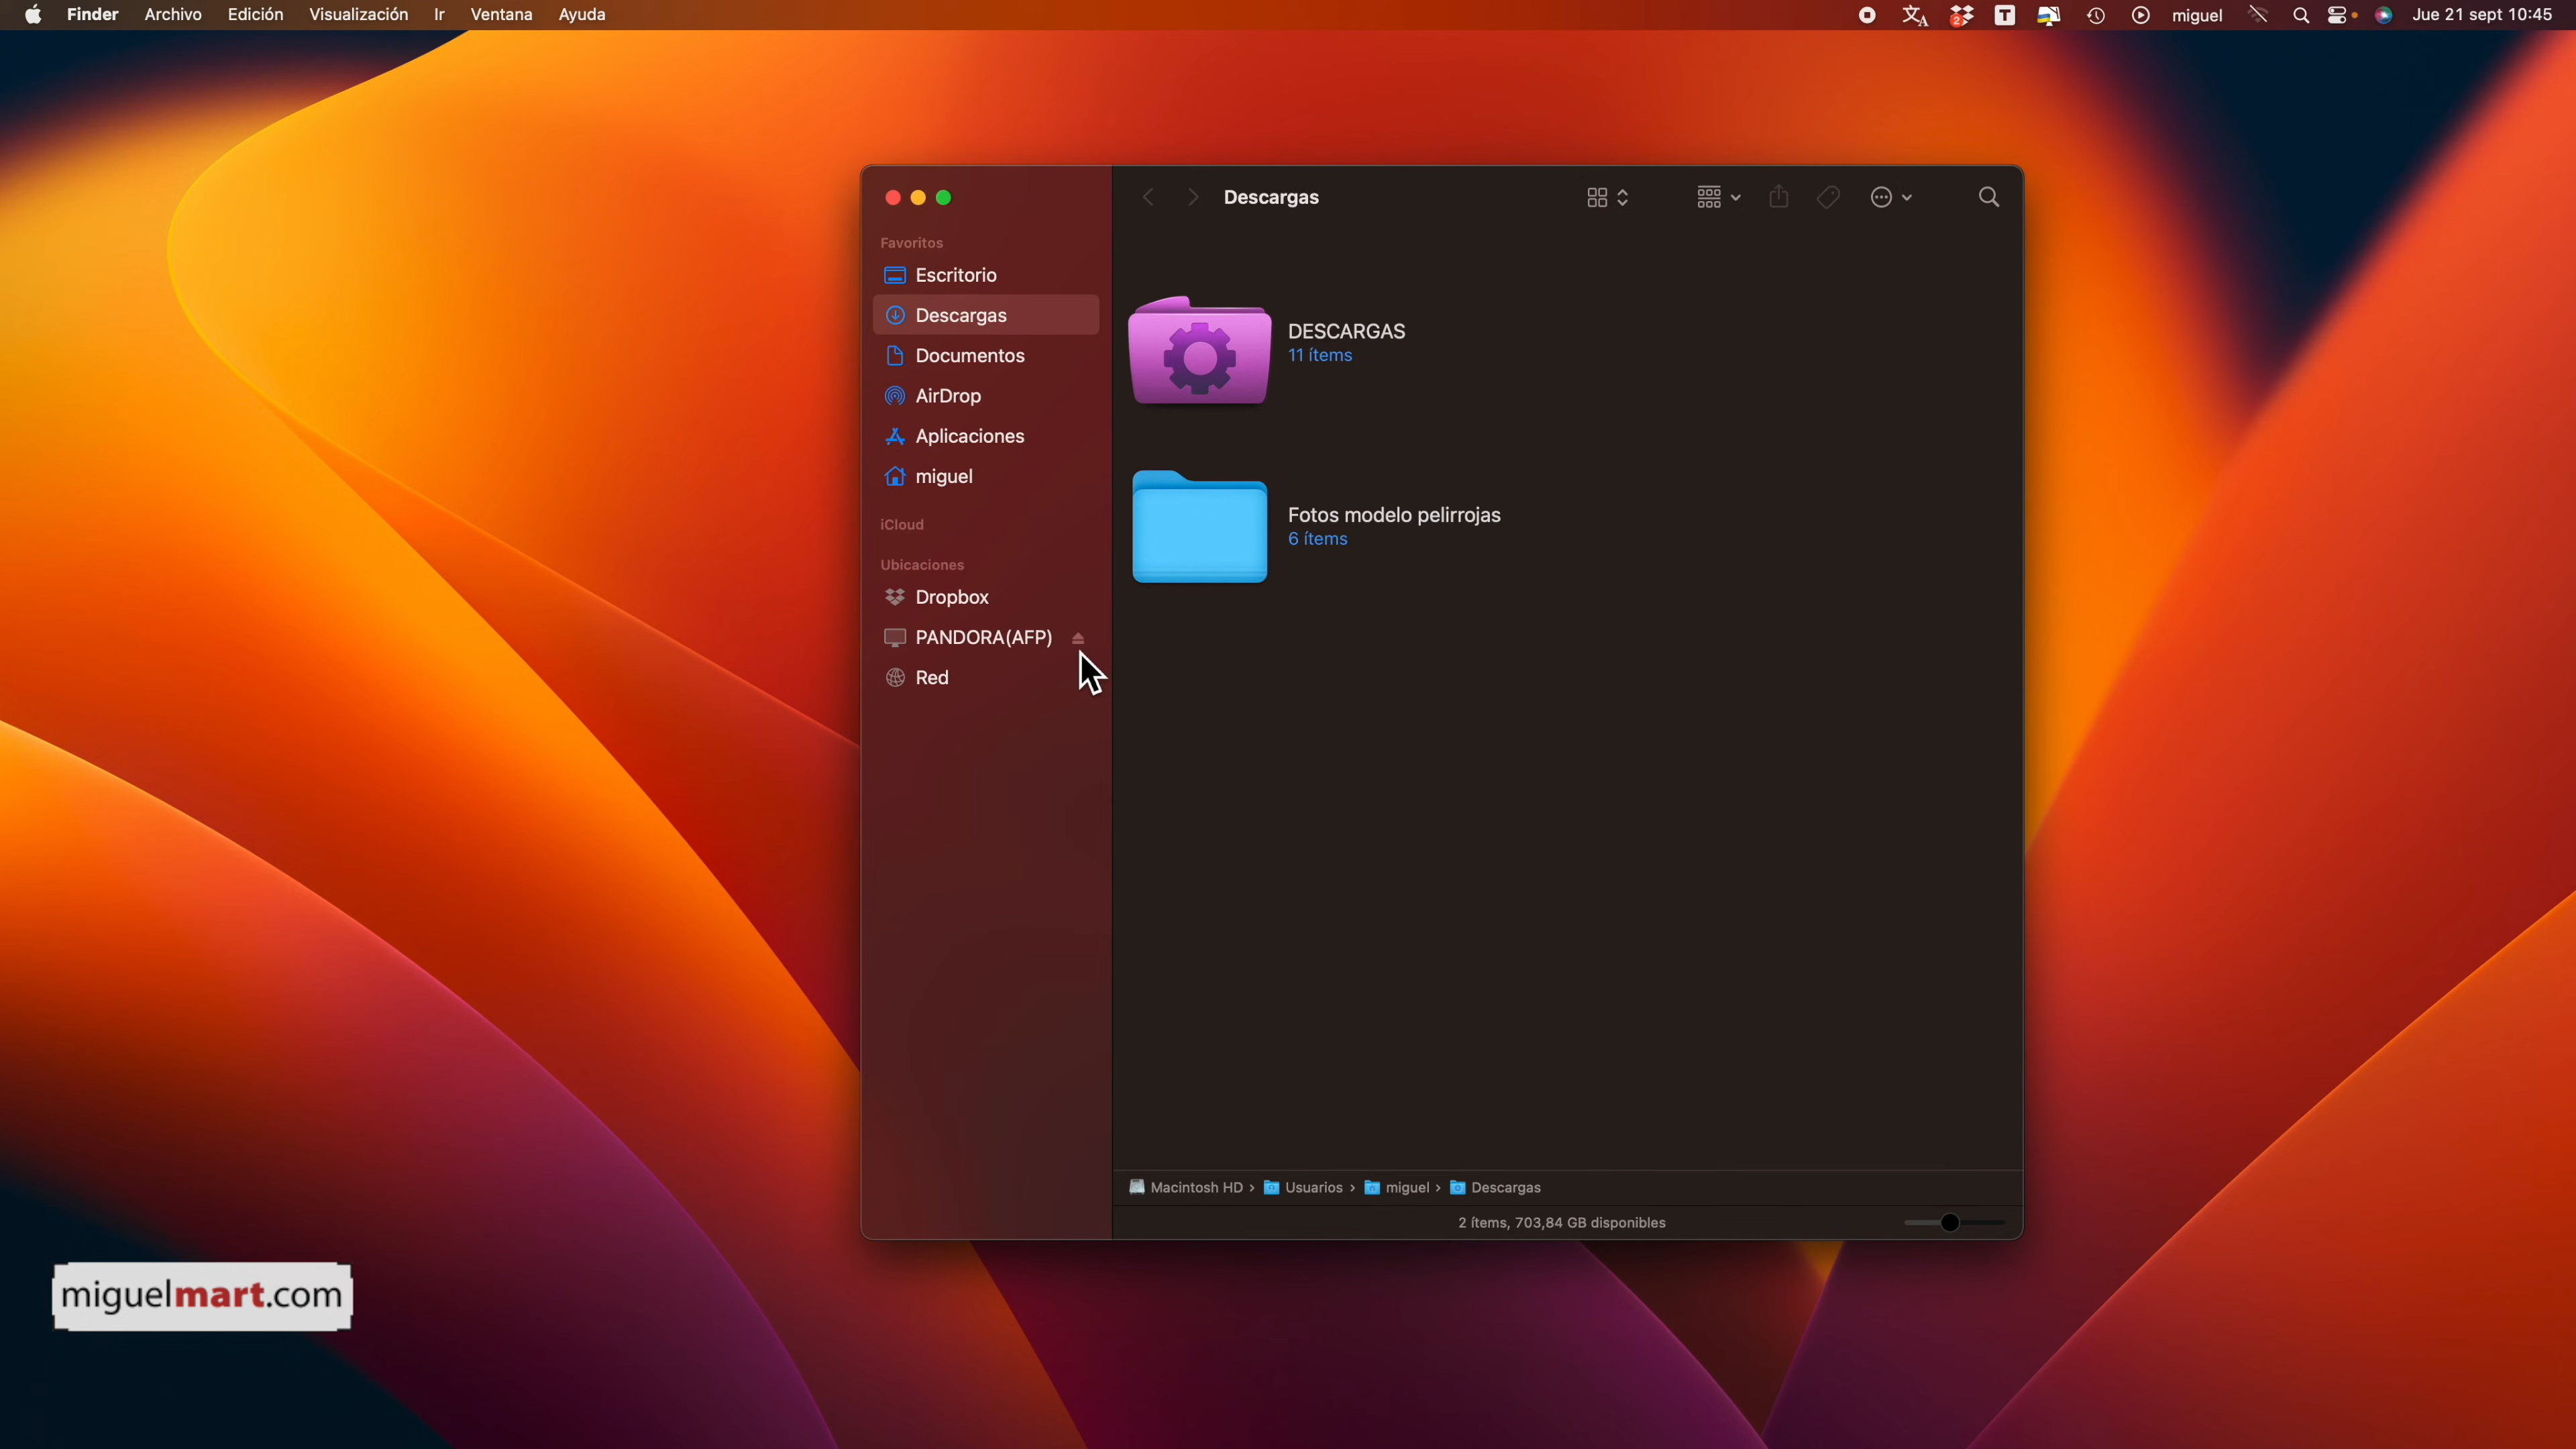 Finder Archivo Edición Visualización Ir Ventana Ayuda
2 T miguel Jue 21 sept 10:45
Descargas
Favoritos
Escritorio
Descargas
Documentos
AirDrop
Aplicaciones
miguel
iCloud
Ubicaciones
Dropbox
PANDORA(AFP)
Red
DESCARGAS
11 ítems
Fotos modelo pelirrojas
6 ítems
Macintosh HD › Usuarios › miguel › Descargas
2 ítems, 703,84 GB disponibles
miguelmart.com